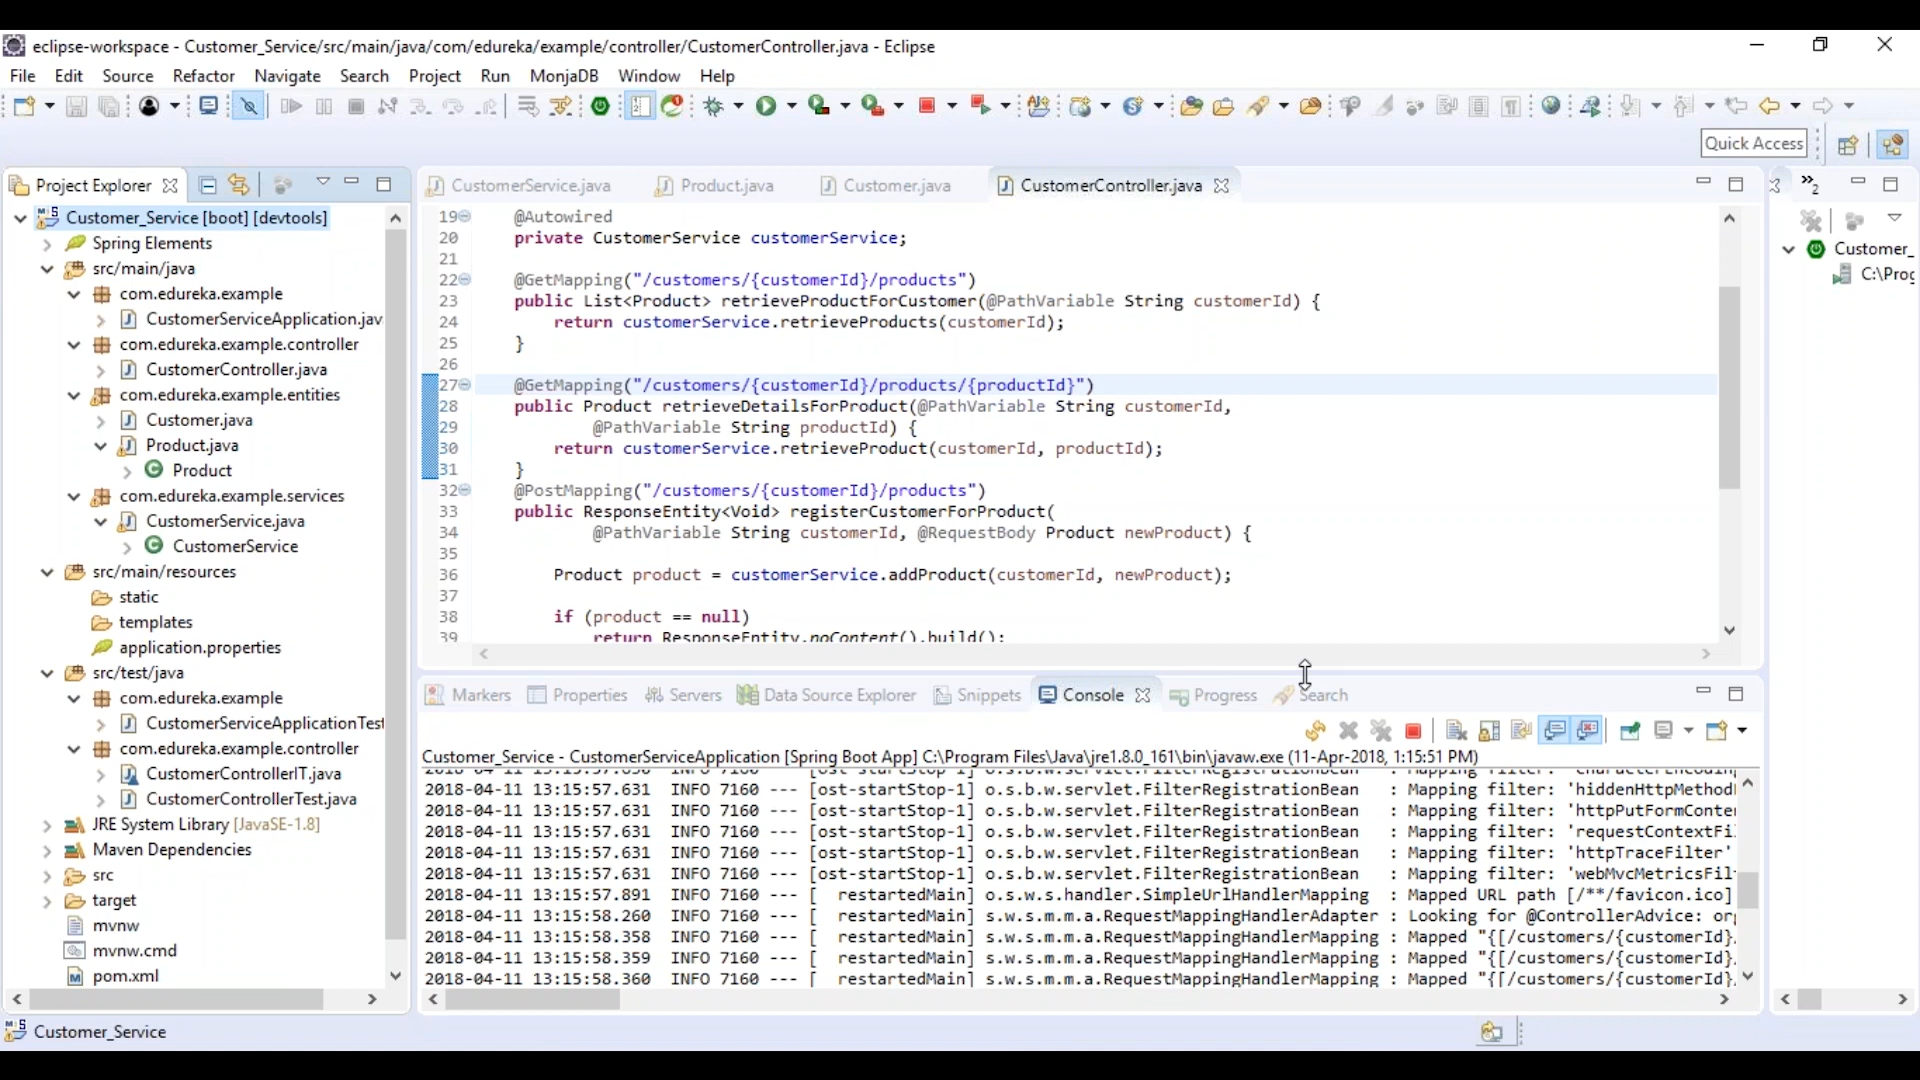 eclipse-workspace - Customer_Service/src/main/java/com/edureka/example/controller/CustomerController.java - Eclipse
File Edit Source Refactor Navigate Search Project Run MonjaDB Window Help
Quick Access
Project Explorer
Customer_Service [boot] [devtools]
Spring Elements
src/main/java
com.edureka.example
CustomerServiceApplication.jav
com.edureka.example.controller
CustomerController.java
com.edureka.example.entities
Customer.java
Product.java
Product
com.edureka.example.services
CustomerService.java
CustomerService
src/main/resources
static
templates
application.properties
src/test/java
com.edureka.example
CustomerServiceApplicationTest
com.edureka.example.controller
CustomerControllerIT.java
CustomerControllerTest.java
JRE System Library [JavaSE-1.8]
Maven Dependencies
src
target
mvnw
mvnw.cmd
pom.xml
CustomerService.java Product.java Customer.java CustomerController.java
19 @Autowired
20 private CustomerService customerService;
21
22 @GetMapping("/customers/{customerId}/products")
23 public List<Product> retrieveProductForCustomer(@PathVariable String customerId) {
24 return customerService.retrieveProducts(customerId);
25 }
26
27 @GetMapping("/customers/{customerId}/products/{productId}")
28 public Product retrieveDetailsForProduct(@PathVariable String customerId,
29 @PathVariable String productId) {
30 return customerService.retrieveProduct(customerId, productId);
31 }
32 @PostMapping("/customers/{customerId}/products")
33 public ResponseEntity<Void> registerCustomerForProduct(
34 @PathVariable String customerId, @RequestBody Product newProduct) {
35
36 Product product = customerService.addProduct(customerId, newProduct);
37
38 if (product == null)
39 return ResponseEntity.noContent().build();
2
Customer_
C:\Prog
Markers Properties Servers Data Source Explorer Snippets Console Progress Search
Customer_Service - CustomerServiceApplication [Spring Boot App] C:\Program Files\Java\jre1.8.0_161\bin\javaw.exe (11-Apr-2018, 1:15:51 PM)
2018-04-11 13:15:57.631 INFO 7160 --- [ost-startStop-1] o.s.b.w.servlet.FilterRegistrationBean : Mapping filter: 'hiddenHttpMethod
2018-04-11 13:15:57.631 INFO 7160 --- [ost-startStop-1] o.s.b.w.servlet.FilterRegistrationBean : Mapping filter: 'httpPutFormConte
2018-04-11 13:15:57.631 INFO 7160 --- [ost-startStop-1] o.s.b.w.servlet.FilterRegistrationBean : Mapping filter: 'requestContextFi
2018-04-11 13:15:57.631 INFO 7160 --- [ost-startStop-1] o.s.b.w.servlet.FilterRegistrationBean : Mapping filter: 'httpTraceFilter'
2018-04-11 13:15:57.631 INFO 7160 --- [ost-startStop-1] o.s.b.w.servlet.FilterRegistrationBean : Mapping filter: 'webMvcMetricsFil
2018-04-11 13:15:57.891 INFO 7160 --- [ restartedMain] o.s.w.s.handler.SimpleUrlHandlerMapping : Mapped URL path [/**/favicon.ico]
2018-04-11 13:15:58.260 INFO 7160 --- [ restartedMain] s.w.s.m.m.a.RequestMappingHandlerAdapter : Looking for @ControllerAdvice: or
2018-04-11 13:15:58.358 INFO 7160 --- [ restartedMain] s.w.s.m.m.a.RequestMappingHandlerMapping : Mapped "{[/customers/{customerId}
2018-04-11 13:15:58.359 INFO 7160 --- [ restartedMain] s.w.s.m.m.a.RequestMappingHandlerMapping : Mapped "{[/customers/{customerId}
2018-04-11 13:15:58.360 INFO 7160 --- [ restartedMain] s.w.s.m.m.a.RequestMappingHandlerMapping : Mapped "{[/customers/{customerId}
Customer_Service